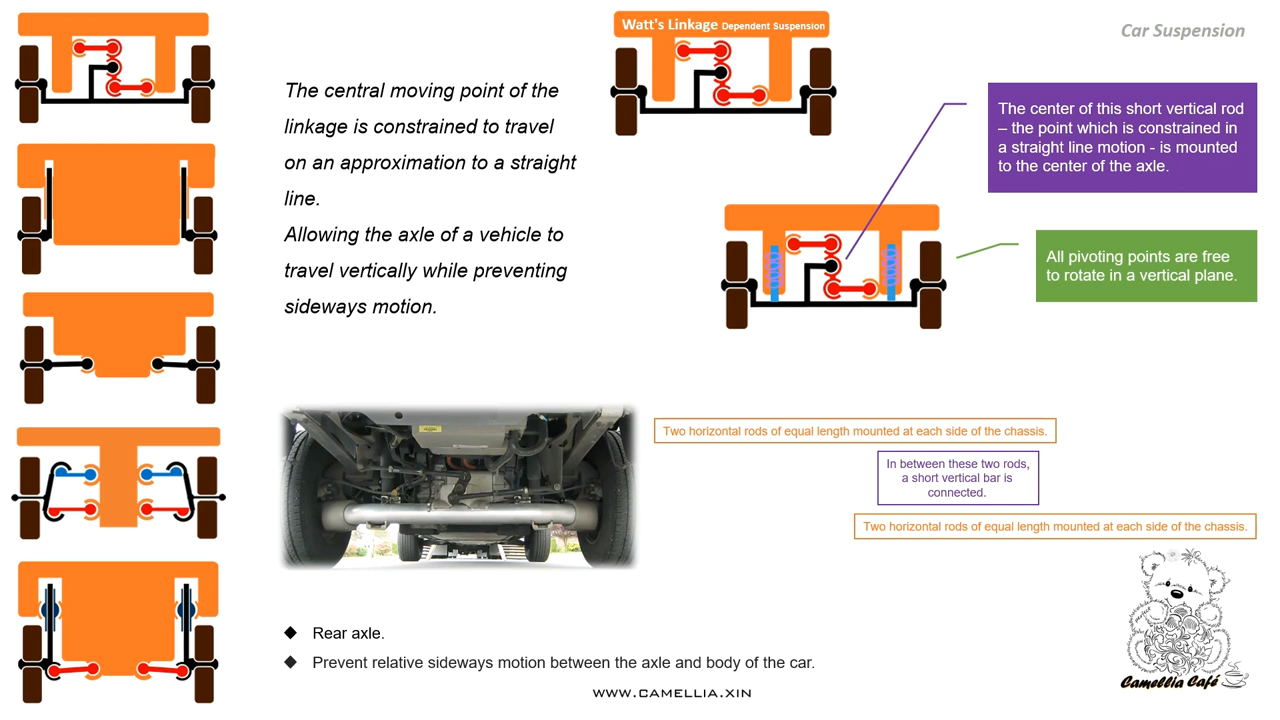 Watt's Linkage Dependent Suspension
Car Suspension
The central moving point of the
linkage is constrained to travel
on an approximation to a straight
line.
Allowing the axle of a vehicle to
travel vertically while preventing
sideways motion.
The center of this short vertical rod
– the point which is constrained in
a straight line motion - is mounted
to the center of the axle.
All pivoting points are free
to rotate in a vertical plane.
Two horizontal rods of equal length mounted at each side of the chassis.
In between these two rods,
a short vertical bar is
connected.
Two horizontal rods of equal length mounted at each side of the chassis.
Rear axle.
Prevent relative sideways motion between the axle and body of the car.
WWW.CAMELLIA.XIN
Camellia Café